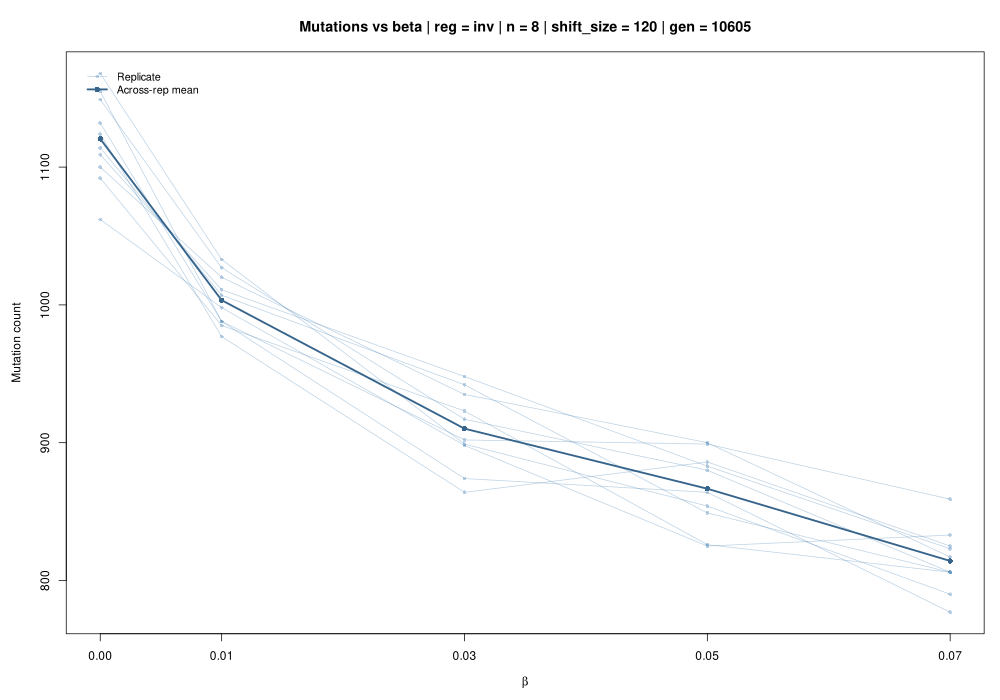 Mutations vs beta | reg = inv | n = 8 | shift_size = 120 | gen = 10605
Replicate
Across-rep mean
Mutation count
1100
1000
900
800
0.00 0.01 0.03 0.05 0.07
β